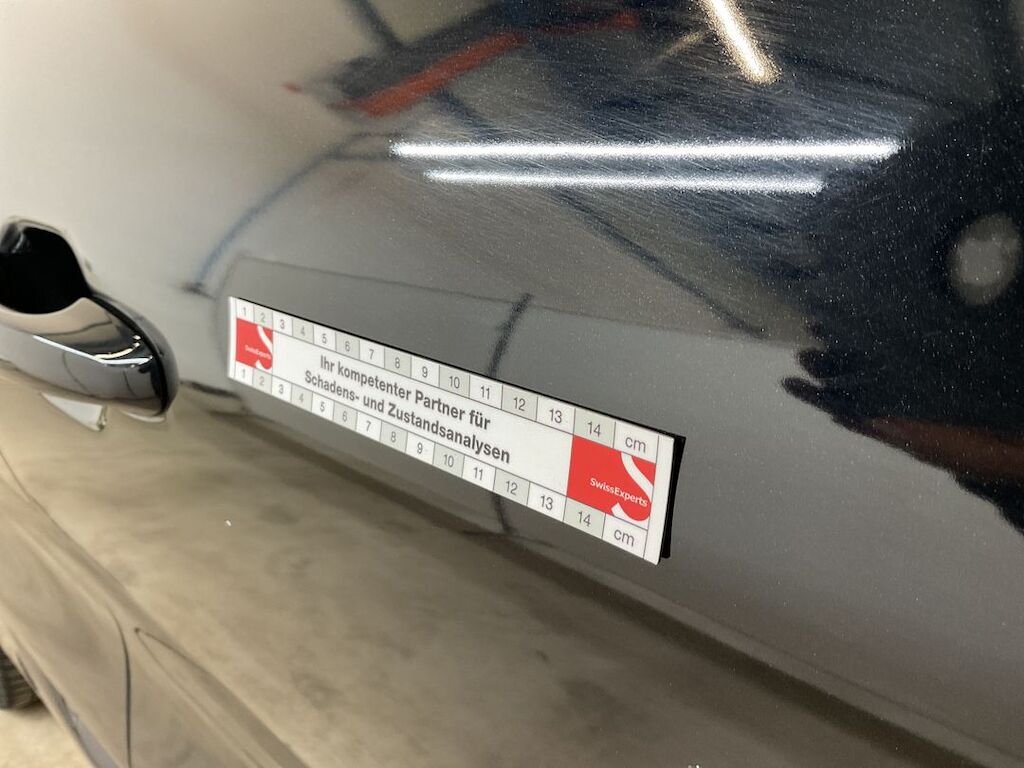 1 2 3 4 5 6 7 8 9 10 11 12 13 14 cm
SwissExperts
Ihr kompetenter Partner für
Schadens- und Zustandsanalysen
SwissExperts
1 2 3 4 5 6 7 8 9 10 11 12 13 14 cm